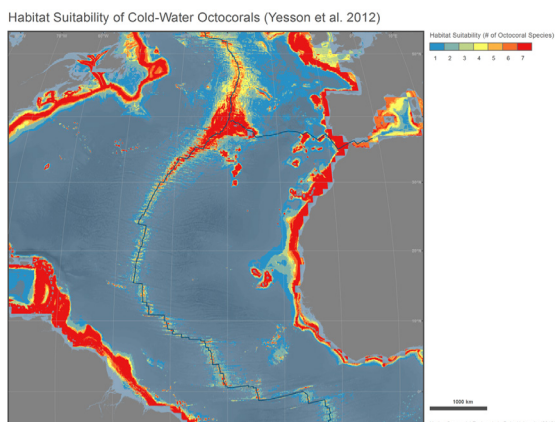 Habitat Suitability of Cold-Water Octocorals (Yesson et al. 2012)
Habitat Suitability (# of Octocoral Species)
1 2 3 4 5 6 7
1000 km